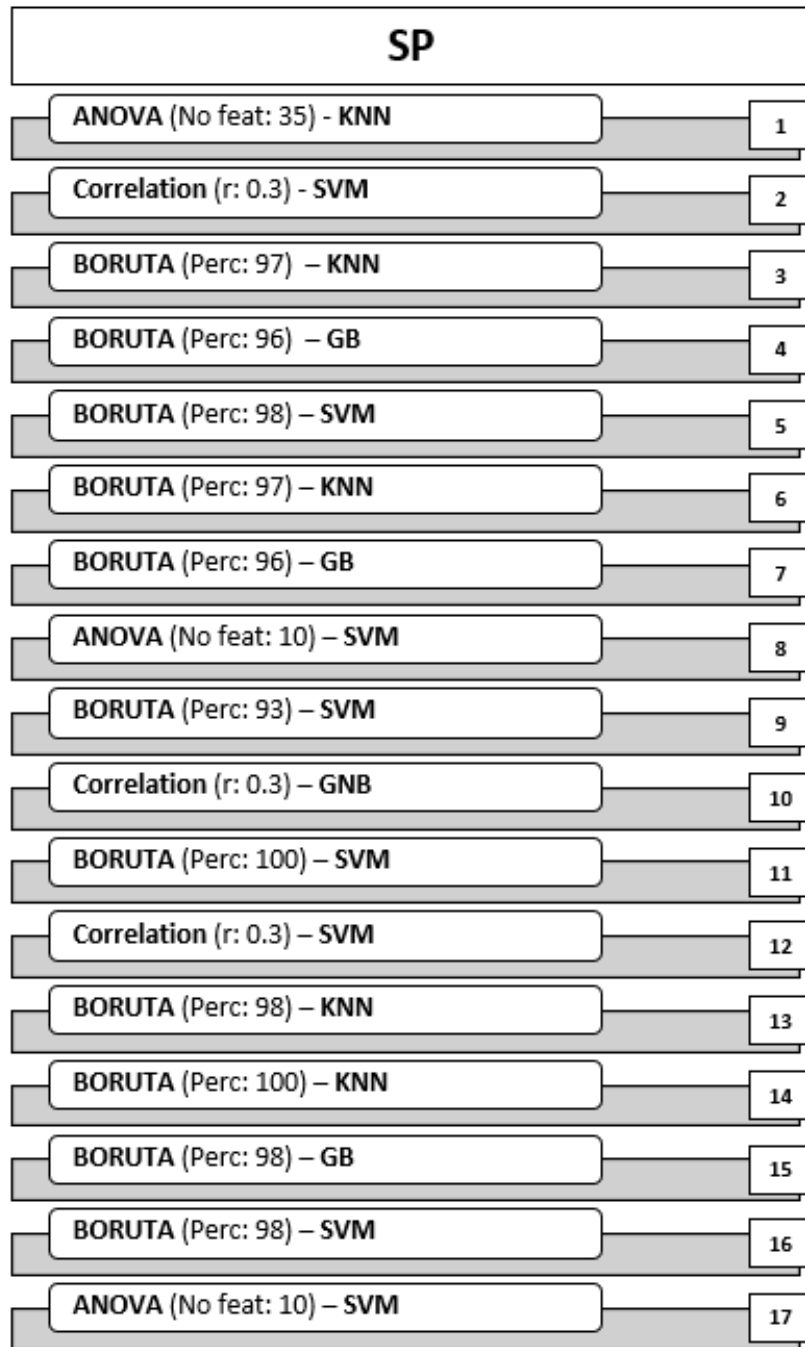 SP
ANOVA (No feat: 35) - KNN
1
Correlation (r: 0.3) - SVM
2
BORUTA (Perc: 97) – KNN
3
BORUTA (Perc: 96) – GB
4
BORUTA (Perc: 98) – SVM
5
BORUTA (Perc: 97) – KNN
6
BORUTA (Perc: 96) – GB
7
ANOVA (No feat: 10) – SVM
8
BORUTA (Perc: 93) – SVM
9
Correlation (r: 0.3) – GNB
10
BORUTA (Perc: 100) – SVM
11
Correlation (r: 0.3) – SVM
12
BORUTA (Perc: 98) – KNN
13
BORUTA (Perc: 100) – KNN
14
BORUTA (Perc: 98) – GB
15
BORUTA (Perc: 98) – SVM
16
ANOVA (No feat: 10) – SVM
17